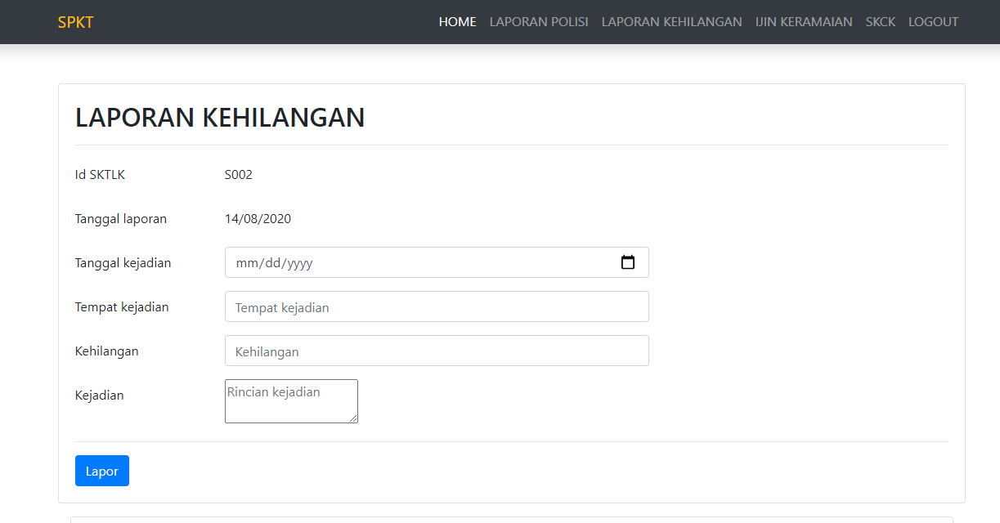 SPKT HOME LAPORAN POLISI LAPORAN KEHILANGAN IJIN KERAMAIAN SKCK LOGOUT
LAPORAN KEHILANGAN
Id SKTLK S002
Tanggal laporan 14/08/2020
Tanggal kejadian mm/dd/yyyy
Tempat kejadian Tempat kejadian
Kehilangan Kehilangan
Kejadian Rincian kejadian
Lapor